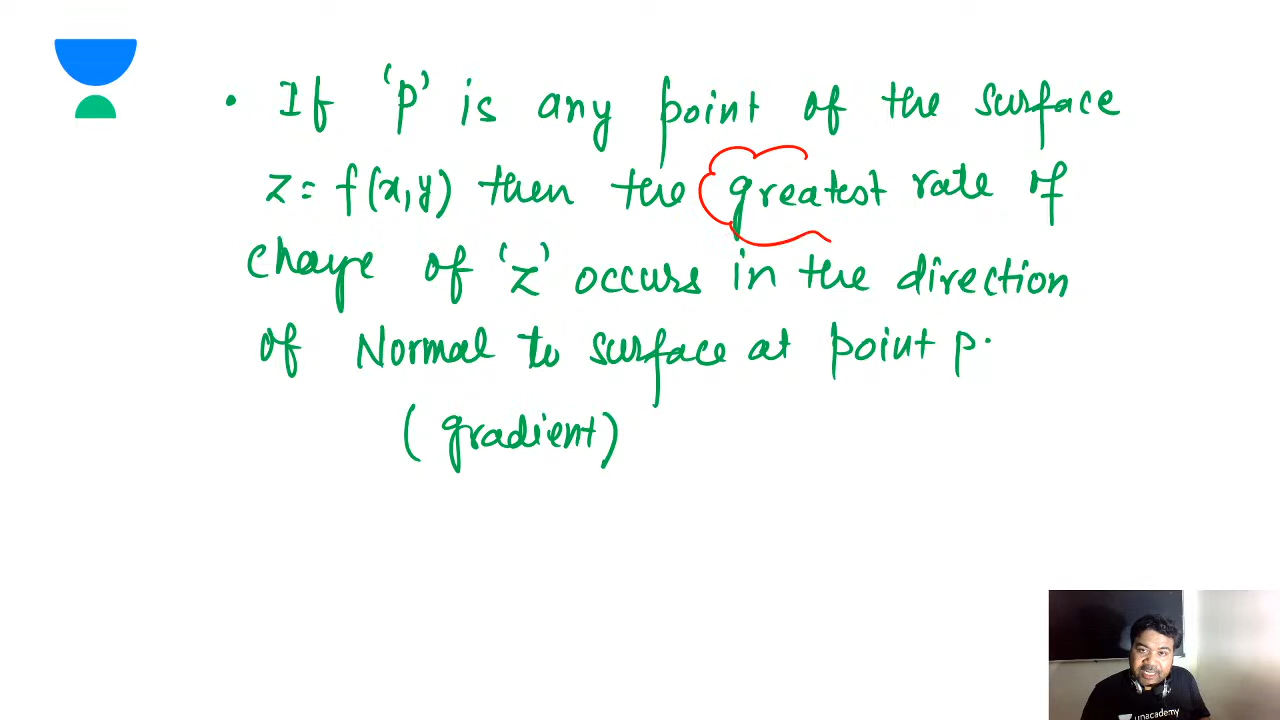 • If 'P' is any point of the surface
z = f(x,y) then the greatest rate of
change of 'z' occurs in the direction
of Normal to surface at point p.
(gradient)
unacademy